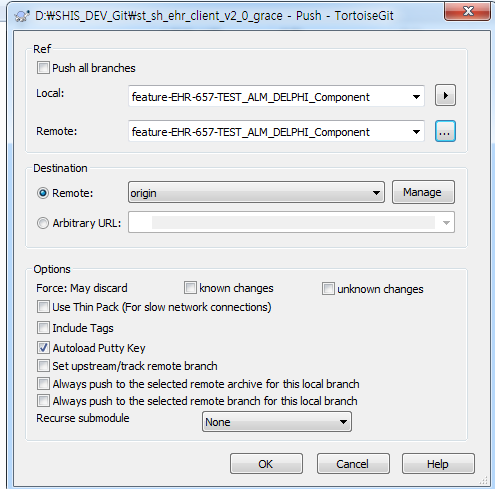 D:₩SHIS_DEV_Git₩st_sh_ehr_client_v2_0_grace - Push - TortoiseGit
Ref
Push all branches
Local:
feature-EHR-657-TEST_ALM_DELPHI_Component
Remote:
feature-EHR-657-TEST_ALM_DELPHI_Component
...
Destination
Remote:
origin
Manage
Arbitrary URL:
Options
Force: May discard
known changes
unknown changes
Use Thin Pack (For slow network connections)
Include Tags
Autoload Putty Key
Set upstream/track remote branch
Always push to the selected remote archive for this local branch
Always push to the selected remote branch for this local branch
Recurse submodule
None
OK
Cancel
Help